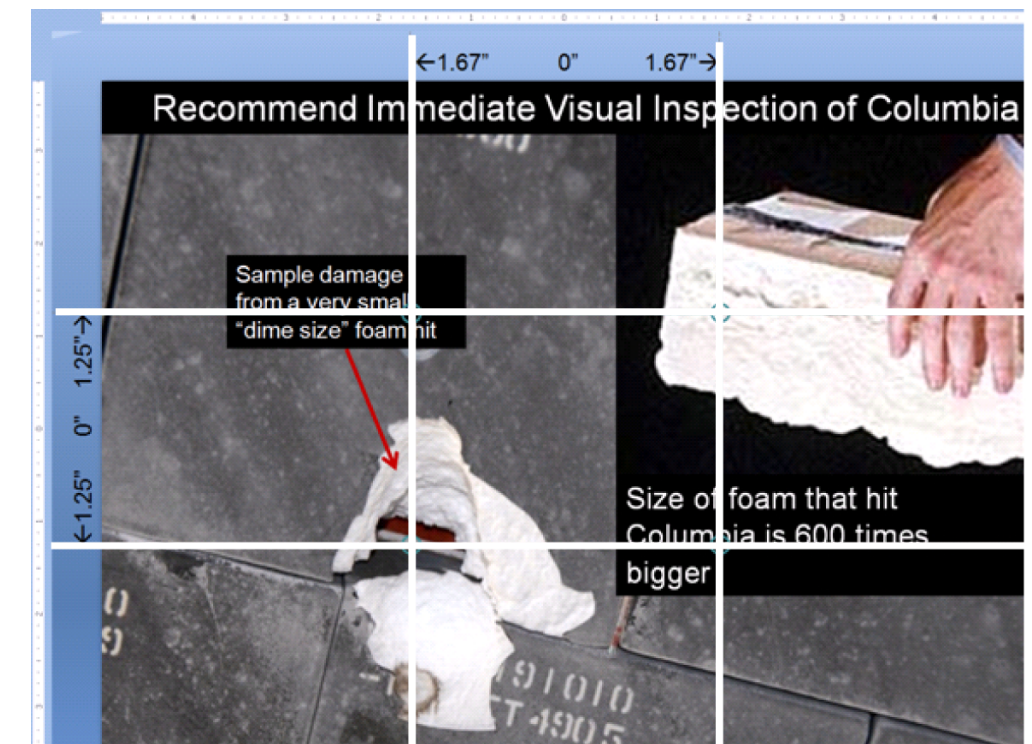 ←1.67" 0" 1.67"→
Recommend Immediate Visual Inspection of Columbia
Sample damage
from a very small
“dime size” foam hit
1.25"→
0"
←1.25"
Size of foam that hit
Columbia is 600 times
bigger
191010
T-4905